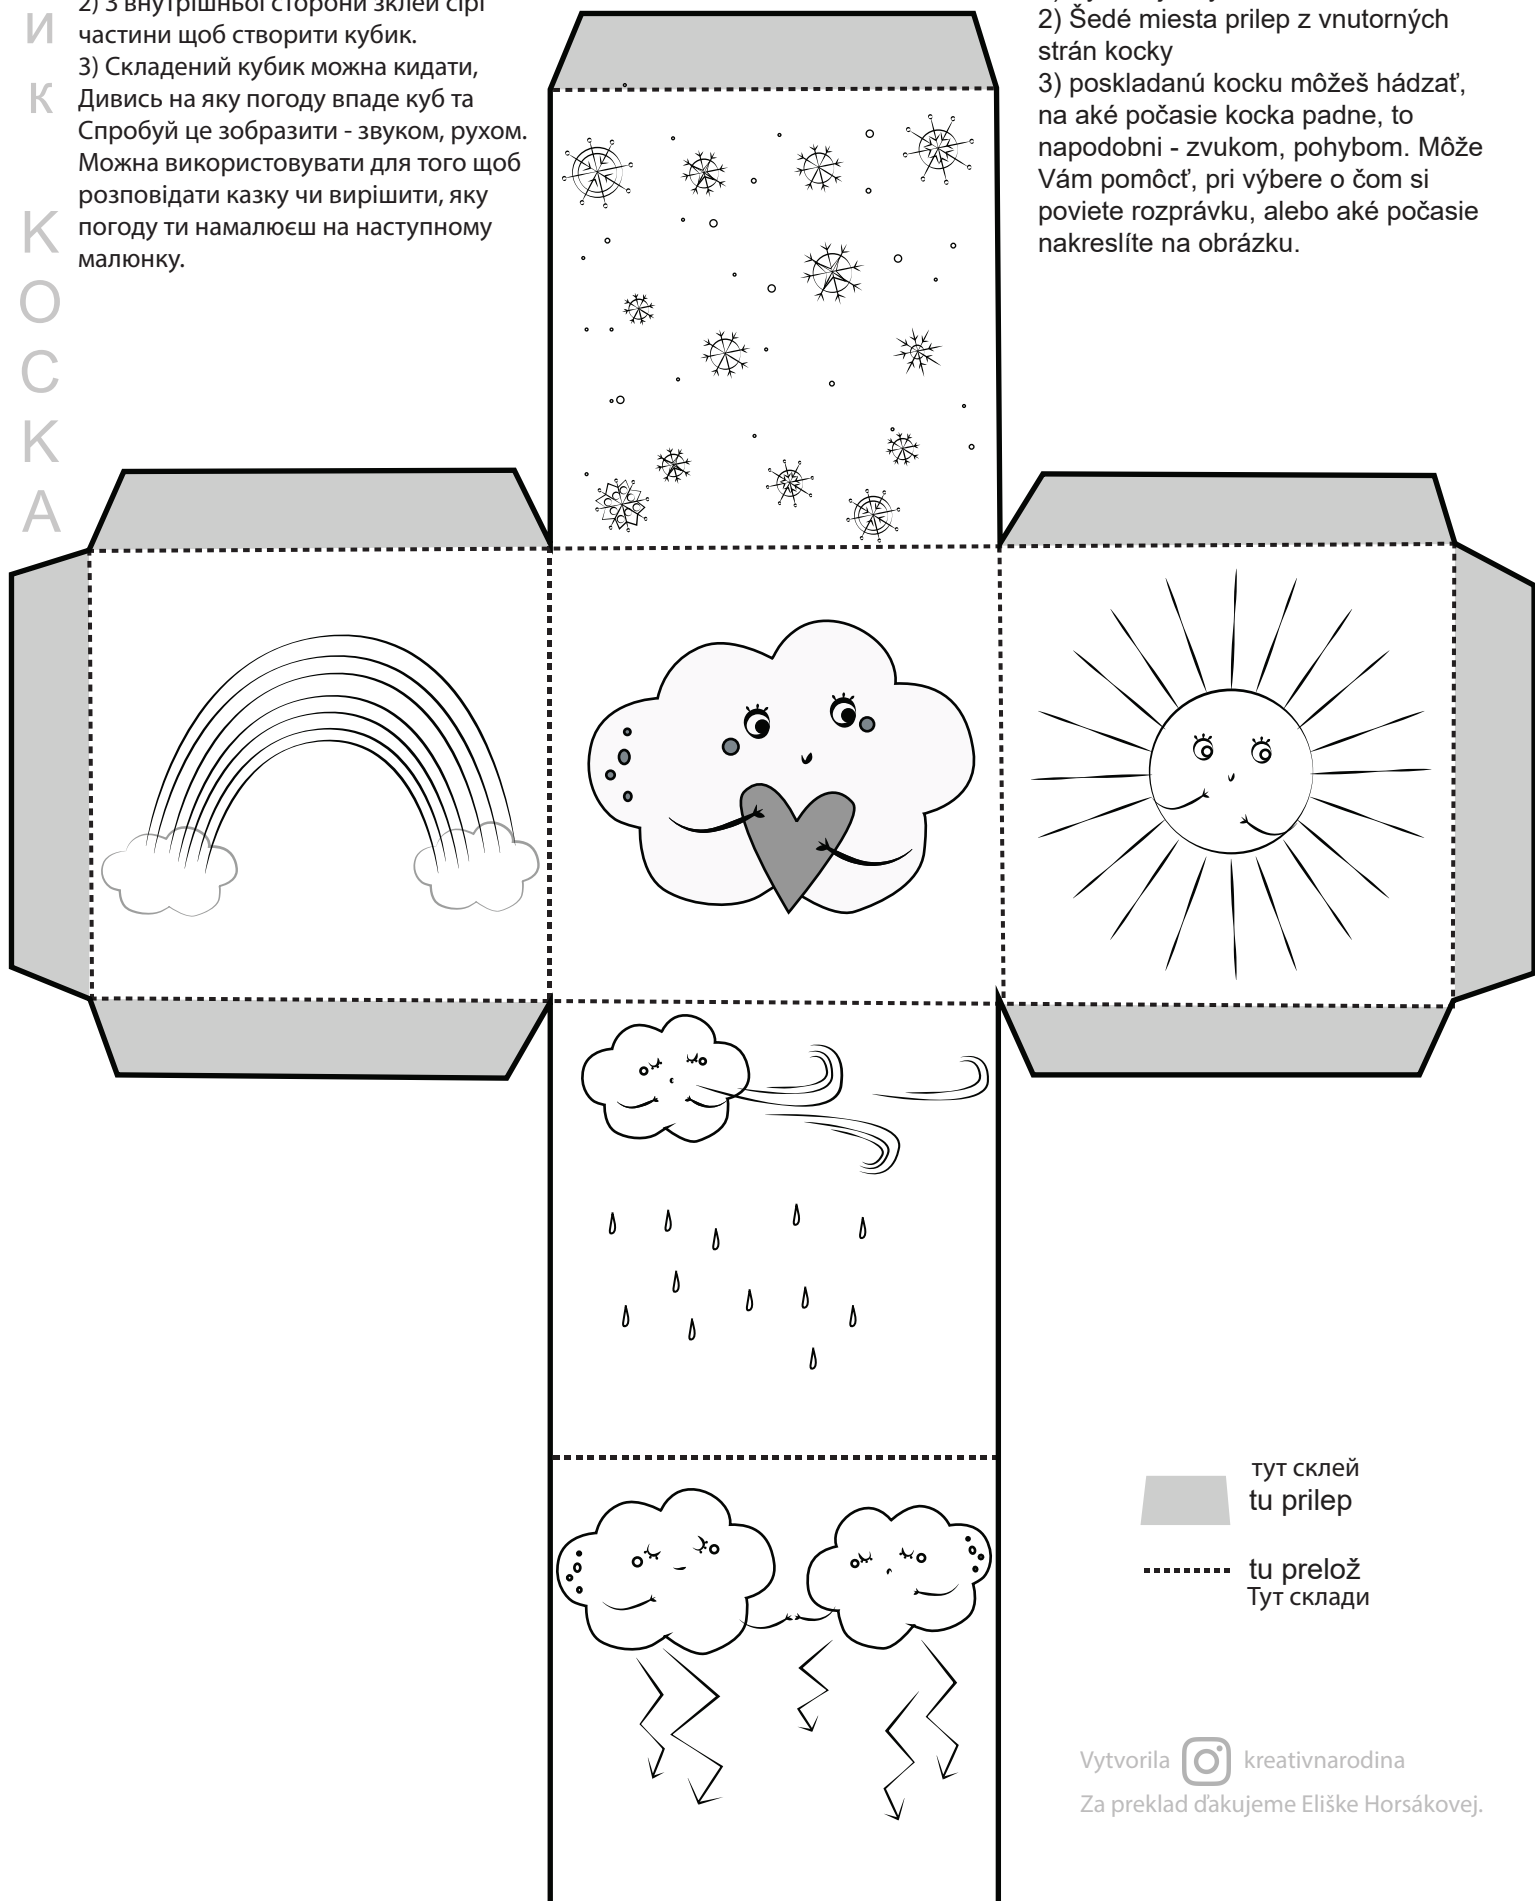 и
к
К
О
С
К
А
2) З внутрішньої сторони зклей сірі
частини щоб створити кубик.
3) Складений кубик можна кидати,
Дивись на яку погоду впаде куб та
Спробуй це зобразити - звуком, рухом.
Можна використовувати для того щоб
розповідати казку чи вирішити, яку
погоду ти намалюєш на наступному
малюнку.
2) Šedé miesta prilep z vnutorných
strán kocky
3) poskladanú kocku môžeš hádzať,
na aké počasie kocka padne, to
napodobni - zvukom, pohybom. Môže
Vám pomôcť, pri výbere o čom si
poviete rozprávku, alebo aké počasie
nakreslíte na obrázku.
тут склей
tu prilep
tu prelož
Тут склади
Vytvorila kreativnarodina
Za preklad ďakujeme Eliške Horsákovej.